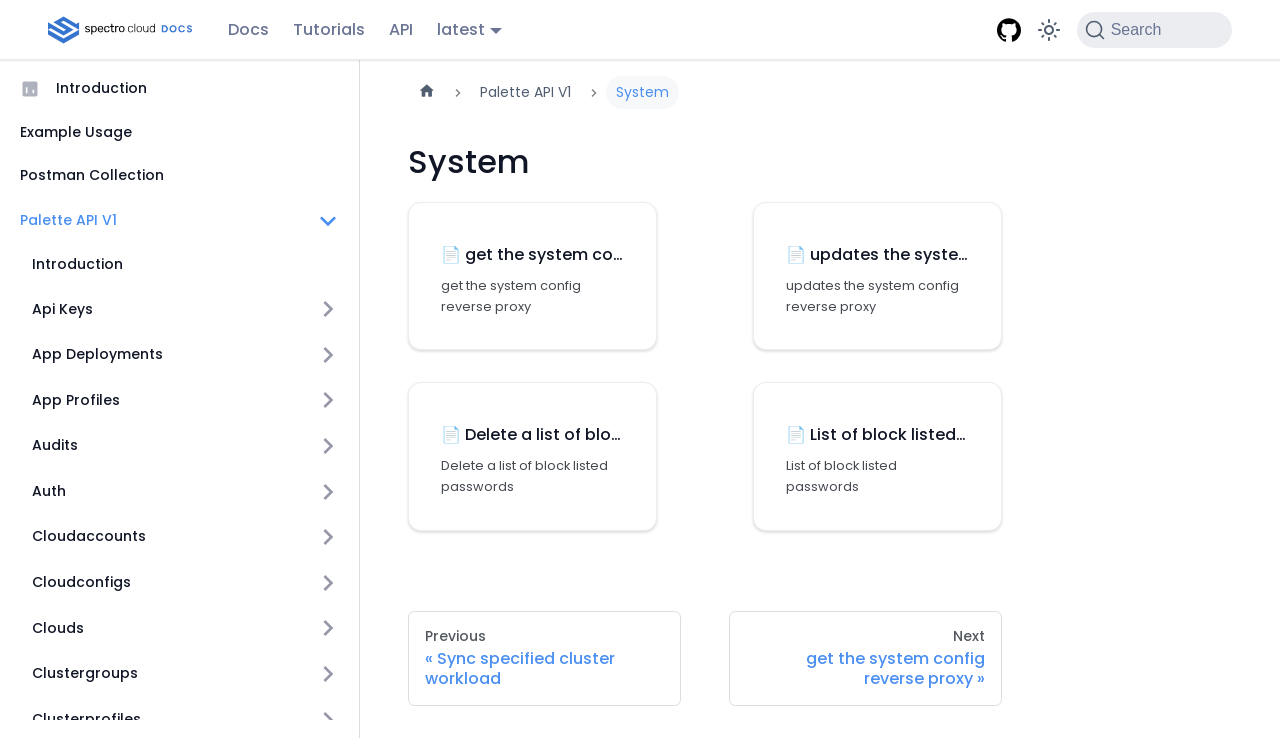 spectro cloud DOCS
Docs
Tutorials
API
latest
Search
Introduction
Example Usage
Postman Collection
Palette API V1
Introduction
Api Keys
App Deployments
App Profiles
Audits
Auth
Cloudaccounts
Cloudconfigs
Clouds
Clustergroups
Clusterprofiles
Palette API V1
System
System
get the system co...
get the system config
reverse proxy
updates the syste...
updates the system config
reverse proxy
Delete a list of blo...
Delete a list of block listed
passwords
List of block listed...
List of block listed
passwords
Previous
« Sync specified cluster
workload
Next
get the system config
reverse proxy »